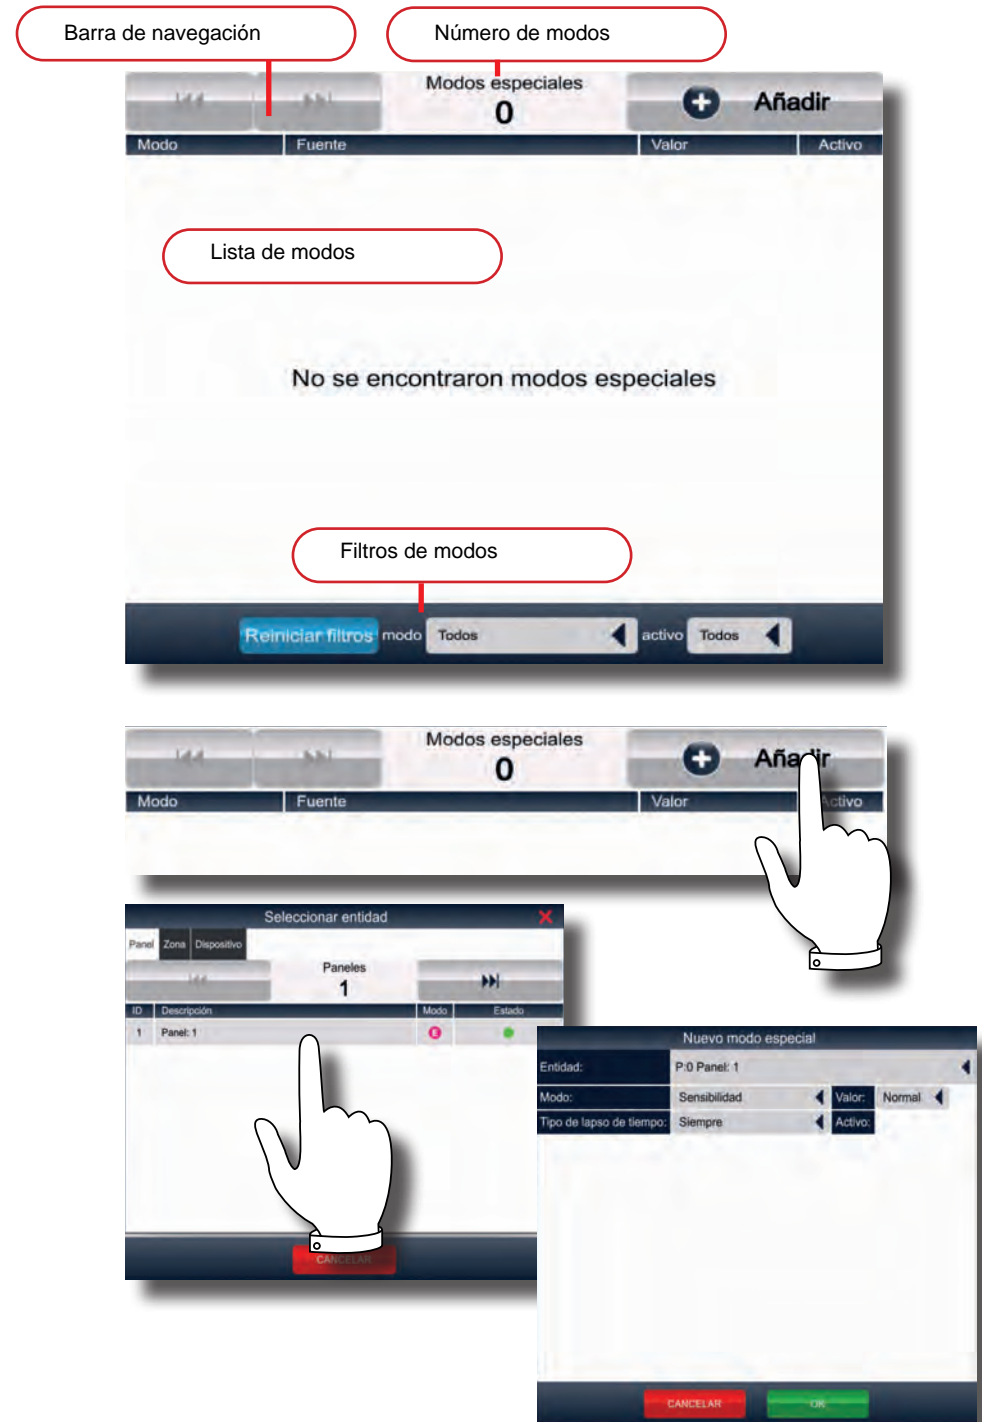 Barra de navegación
Número de modos
Modos especiales
0
Añadir
Modo Fuente Valor Activo
Lista de modos
No se encontraron modos especiales
Filtros de modos
Reiniciar filtros modo Todos activo Todos
Modos especiales
0
Añadir
Modo Fuente Valor Activo
Seleccionar entidad
Panel Zona Dispositivo
Paneles
1
ID Descripción Modo Estado
1 Panel: 1 E
CANCELAR
Nuevo modo especial
Entidad: P:0 Panel: 1
Modo: Sensibilidad Valor: Normal
Tipo de lapso de tiempo: Siempre Activo:
CANCELAR OK